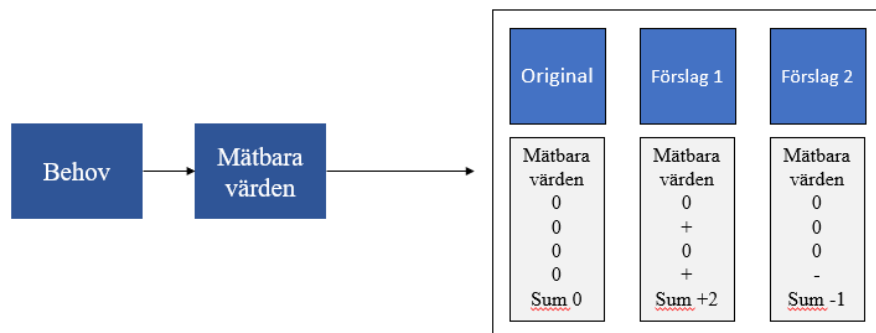 Behov
Mätbara
värden
Original
Förslag 1
Förslag 2
Mätbara
värden
0
0
0
0
Sum 0
Mätbara
värden
0
+
0
+
Sum +2
Mätbara
värden
0
0
0
-
Sum -1